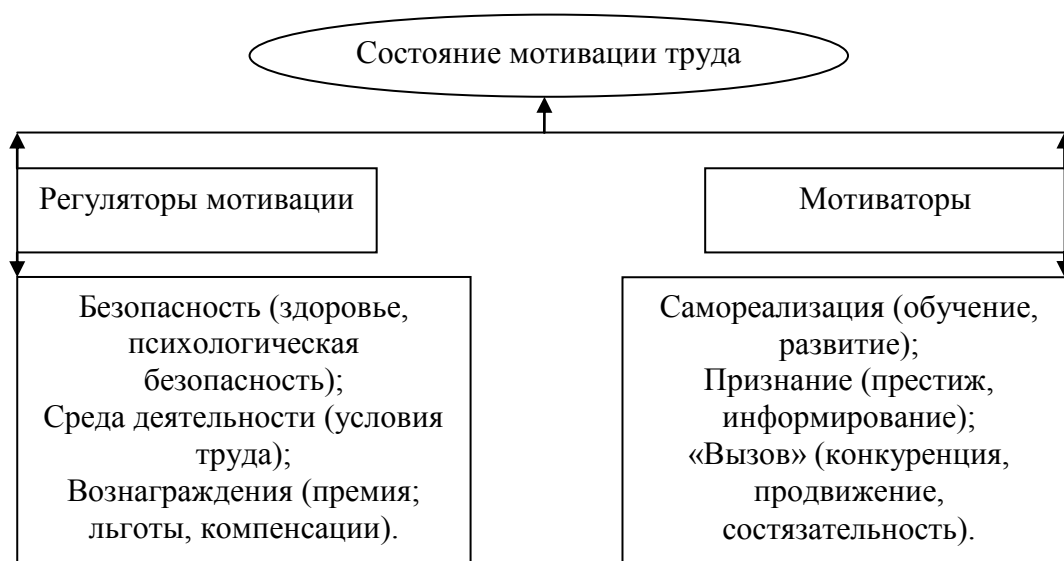 Состояние мотивации труда
Регуляторы мотивации
Мотиваторы
Безопасность (здоровье,
психологическая
безопасность);
Среда деятельности (условия
труда);
Вознаграждения (премия;
льготы, компенсации).
Самореализация (обучение,
развитие);
Признание (престиж,
информирование);
«Вызов» (конкуренция,
продвижение,
состязательность).